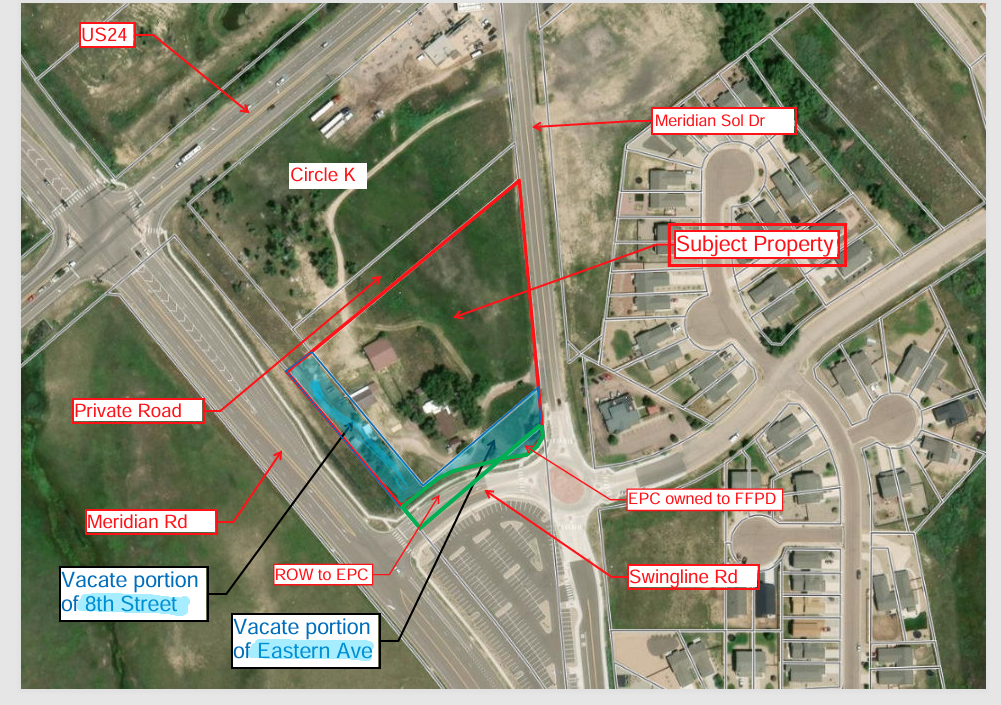 US24
Meridian Sol Dr
Circle K
Subject Property
Private Road
EPC owned to FFPD
Meridian Rd
ROW to EPC
Swingline Rd
Vacate portion
of 8th Street
Vacate portion
of Eastern Ave